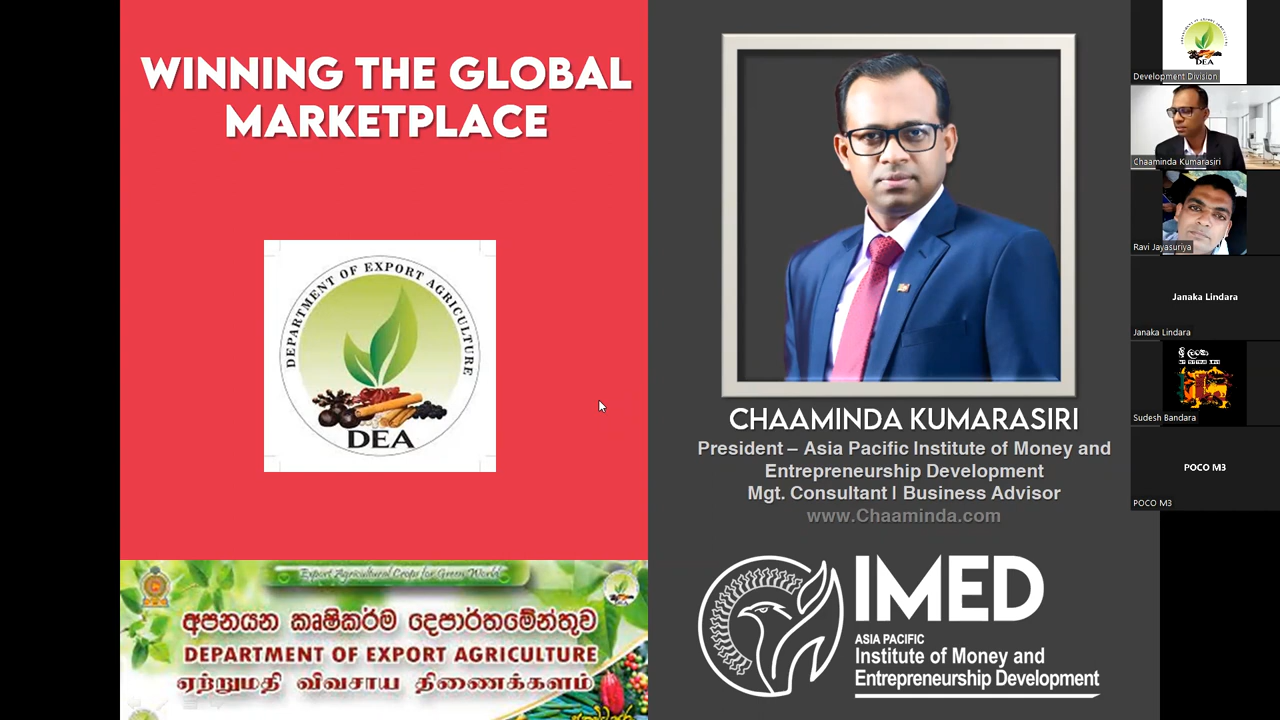 WINNING THE GLOBAL
MARKETPLACE
DEPARTMENT OF EXPORT AGRICULTURE
DEA
Export Agricultural Crops for Green World
අපනයන කෘෂිකර්ම දෙපාර්තමේන්තුව
DEPARTMENT OF EXPORT AGRICULTURE
ஏற்றுமதி விவசாய திணைக்களம்
CHAAMINDA KUMARASIRI
President – Asia Pacific Institute of Money and
Entrepreneurship Development
Mgt. Consultant | Business Advisor
www.Chaaminda.com
IMED
ASIA PACIFIC
Institute of Money and
Entrepreneurship Development
DEA
Development Division
Chaaminda Kumarasiri
Ravi Jayasuriya
Janaka Lindara
Janaka Lindara
ශ්‍රී ලංකා
Sudesh Bandara
POCO M3
POCO M3